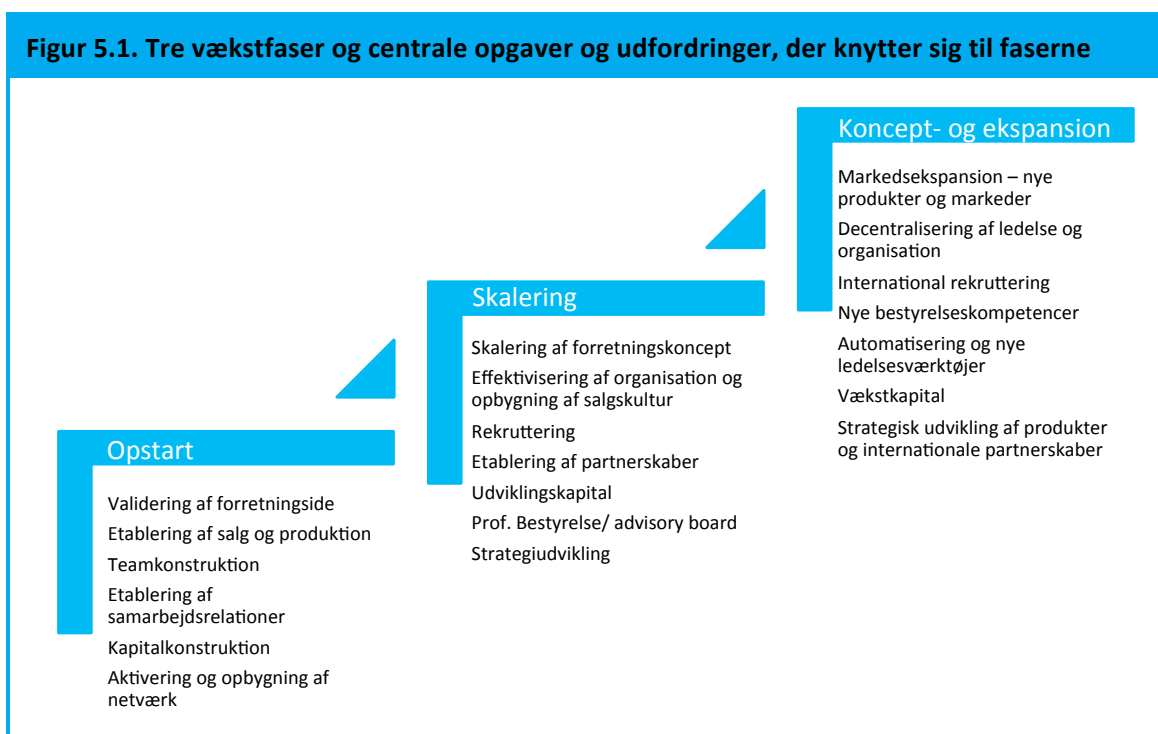 Figur 5.1. Tre vækstfaser og centrale opgaver og udfordringer, der knytter sig til faserne
Opstart
Validering af forretningside
Etablering af salg og produktion
Teamkonstruktion
Etablering af
samarbejdsrelationer
Kapitalkonstruktion
Aktivering og opbygning af
netværk
Skalering
Skalering af forretningskoncept
Effektivisering af organisation og
opbygning af salgskultur
Rekruttering
Etablering af partnerskaber
Udviklingskapital
Prof. Bestyrelse/ advisory board
Strategiudvikling
Koncept- og ekspansion
Markedsekspansion – nye
produkter og markeder
Decentralisering af ledelse og
organisation
International rekruttering
Nye bestyrelseskompetencer
Automatisering og nye
ledelsesværktøjer
Vækstkapital
Strategisk udvikling af produkter
og internationale partnerskaber